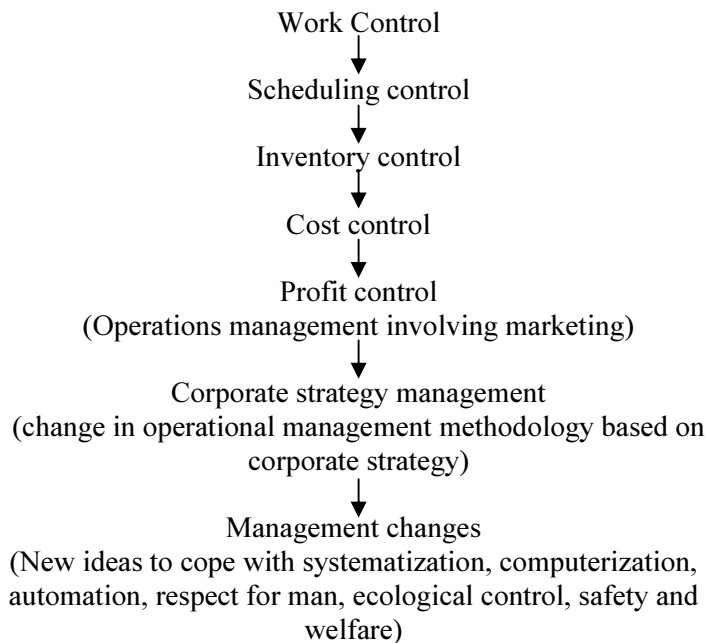 Work Control
Scheduling control
Inventory control
Cost control
Profit control
(Operations management involving marketing)
Corporate strategy management
(change in operational management methodology based on
corporate strategy)
Management changes
(New ideas to cope with systematization, computerization,
automation, respect for man, ecological control, safety and
welfare)